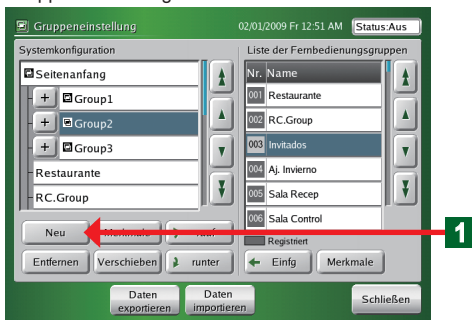 Gruppeneinstellung 02/01/2009 Fr 12:51 AM Status:Aus
Systemkonfiguration
Seitenanfang
+ Group1
+ Group2
+ Group3
Restaurante
RC.Group
Liste der Fernbedienungsgruppen
Nr. Name
001 Restaurante
002 RC.Group
003 Invitados
004 Aj. Invierno
005 Sala Recep
006 Sala Control
Registriert
Neu Merkmale rauf
1
Entfernen Verschieben runter
Einfg Merkmale
Daten exportieren
Daten importieren
Schließen